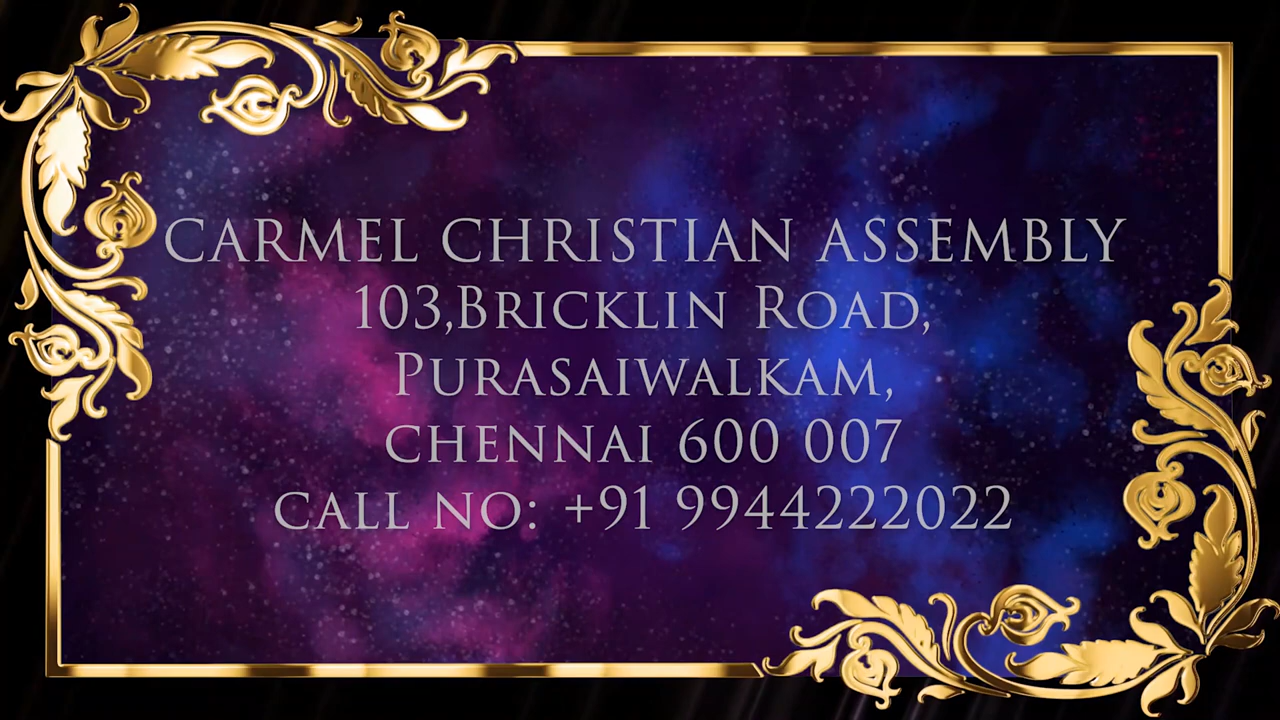 CARMEL CHRISTIAN ASSEMBLY
103,BRICKLIN ROAD,
PURASAIWALKAM,
CHENNAI 600 007
CALL NO: +91 9944222022